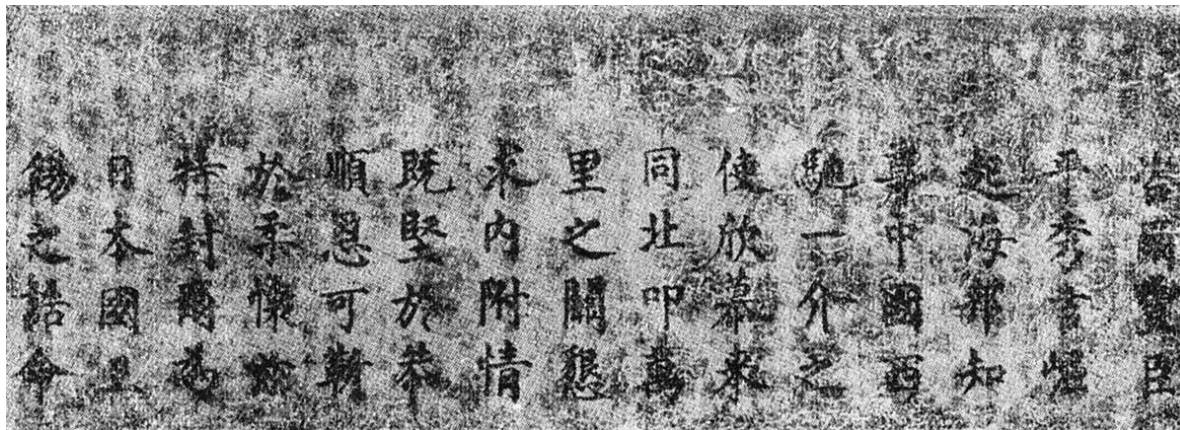 咨爾豐臣
平秀吉崛
起海邦知
尊中國西
馳一介之
使欣慕來
同北叩萬
里之關懇
求內附情
既堅於恭
順恩可靳
於柔懷茲
特封爾為
日本國王
錫之誥命